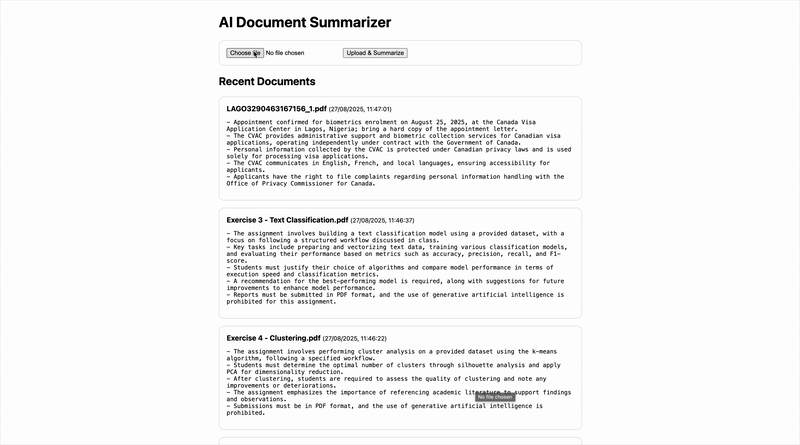 AI Document Summarizer
Choose File No file chosen Upload & Summarize
Recent Documents
LAGO3290463167156_1.pdf (27/08/2025, 11:47:01)
- Appointment confirmed for biometrics enrolment on August 25, 2025, at the Canada Visa
Application Center in Lagos, Nigeria; bring a hard copy of the appointment letter.
- The CVAC provides administrative support and biometric collection services for Canadian visa
applications, operating independently under contract with the Government of Canada.
- Personal information collected by the CVAC is protected under Canadian privacy laws and is used
solely for processing visa applications.
- The CVAC communicates in English, French, and local languages, ensuring accessibility for
applicants.
- Applicants have the right to file complaints regarding personal information handling with the
Office of Privacy Commissioner for Canada.
Exercise 3 - Text Classification.pdf (27/08/2025, 11:46:37)
- The assignment involves building a text classification model using a provided dataset, with a
focus on following a structured workflow discussed in class.
- Key tasks include preparing and vectorizing text data, training various classification models,
and evaluating their performance based on metrics such as accuracy, precision, recall, and F1-
score.
- Students must justify their choice of algorithms and compare model performance in terms of
execution speed and classification metrics.
- A recommendation for the best-performing model is required, along with suggestions for future
improvements to enhance model performance.
- Reports must be submitted in PDF format, and the use of generative artificial intelligence is
prohibited for this assignment.
Exercise 4 - Clustering.pdf (27/08/2025, 11:46:22)
- The assignment involves performing cluster analysis on a provided dataset using the k-means
algorithm, following a specified workflow.
- Students must determine the optimal number of clusters through silhouette analysis and apply
PCA for dimensionality reduction.
- After clustering, students are required to assess the quality of clustering and note any
improvements or deteriorations.
- The assignment emphasizes the importance of referencing academic literature to support findings
and observations.
No file chosen
- Submissions must be in PDF format, and the use of generative artificial intelligence is
prohibited.